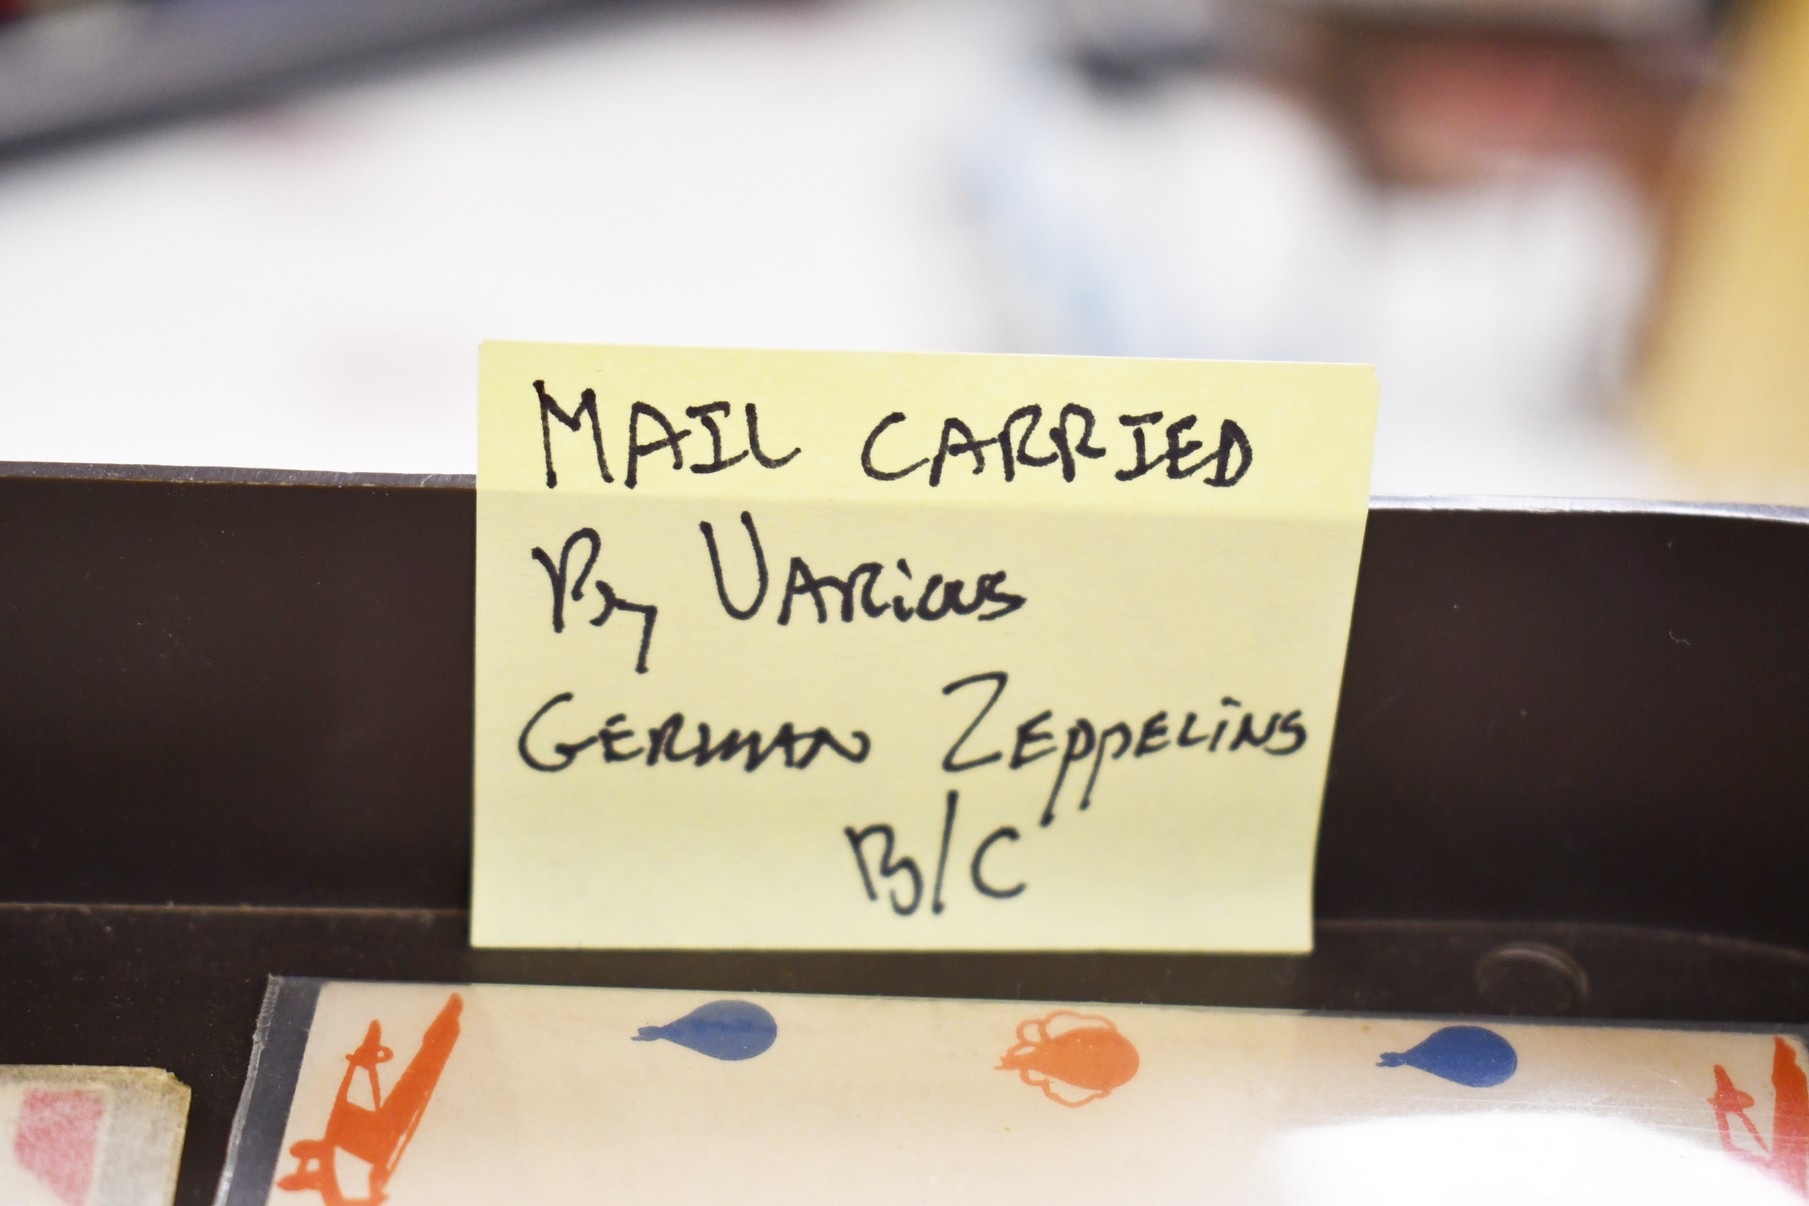 MAIL CARRIED
By VARious
GERMAN ZEPPELiNS
B/C